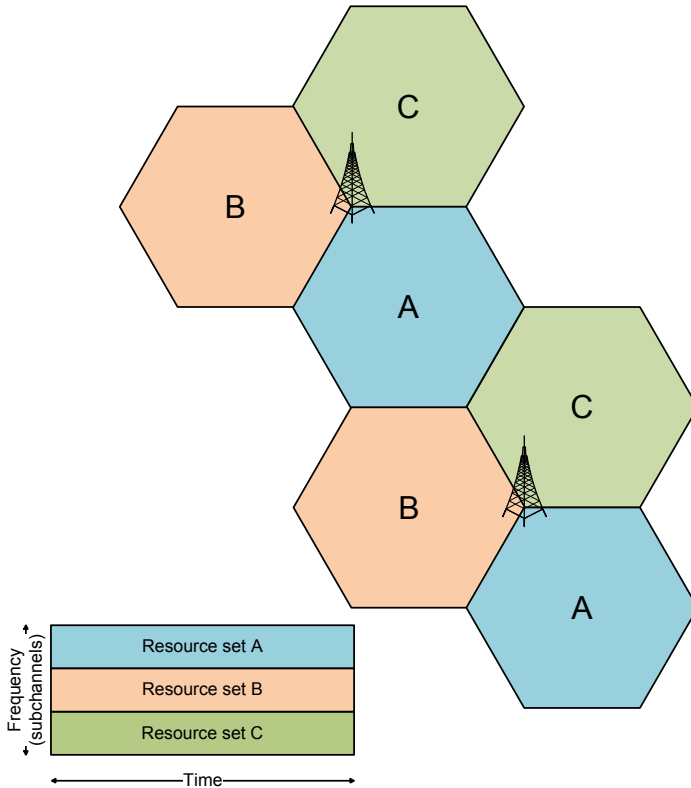 C
B
A
C
B
A
Resource set A
Resource set B
Resource set C
Frequency
(subchannels)
Time